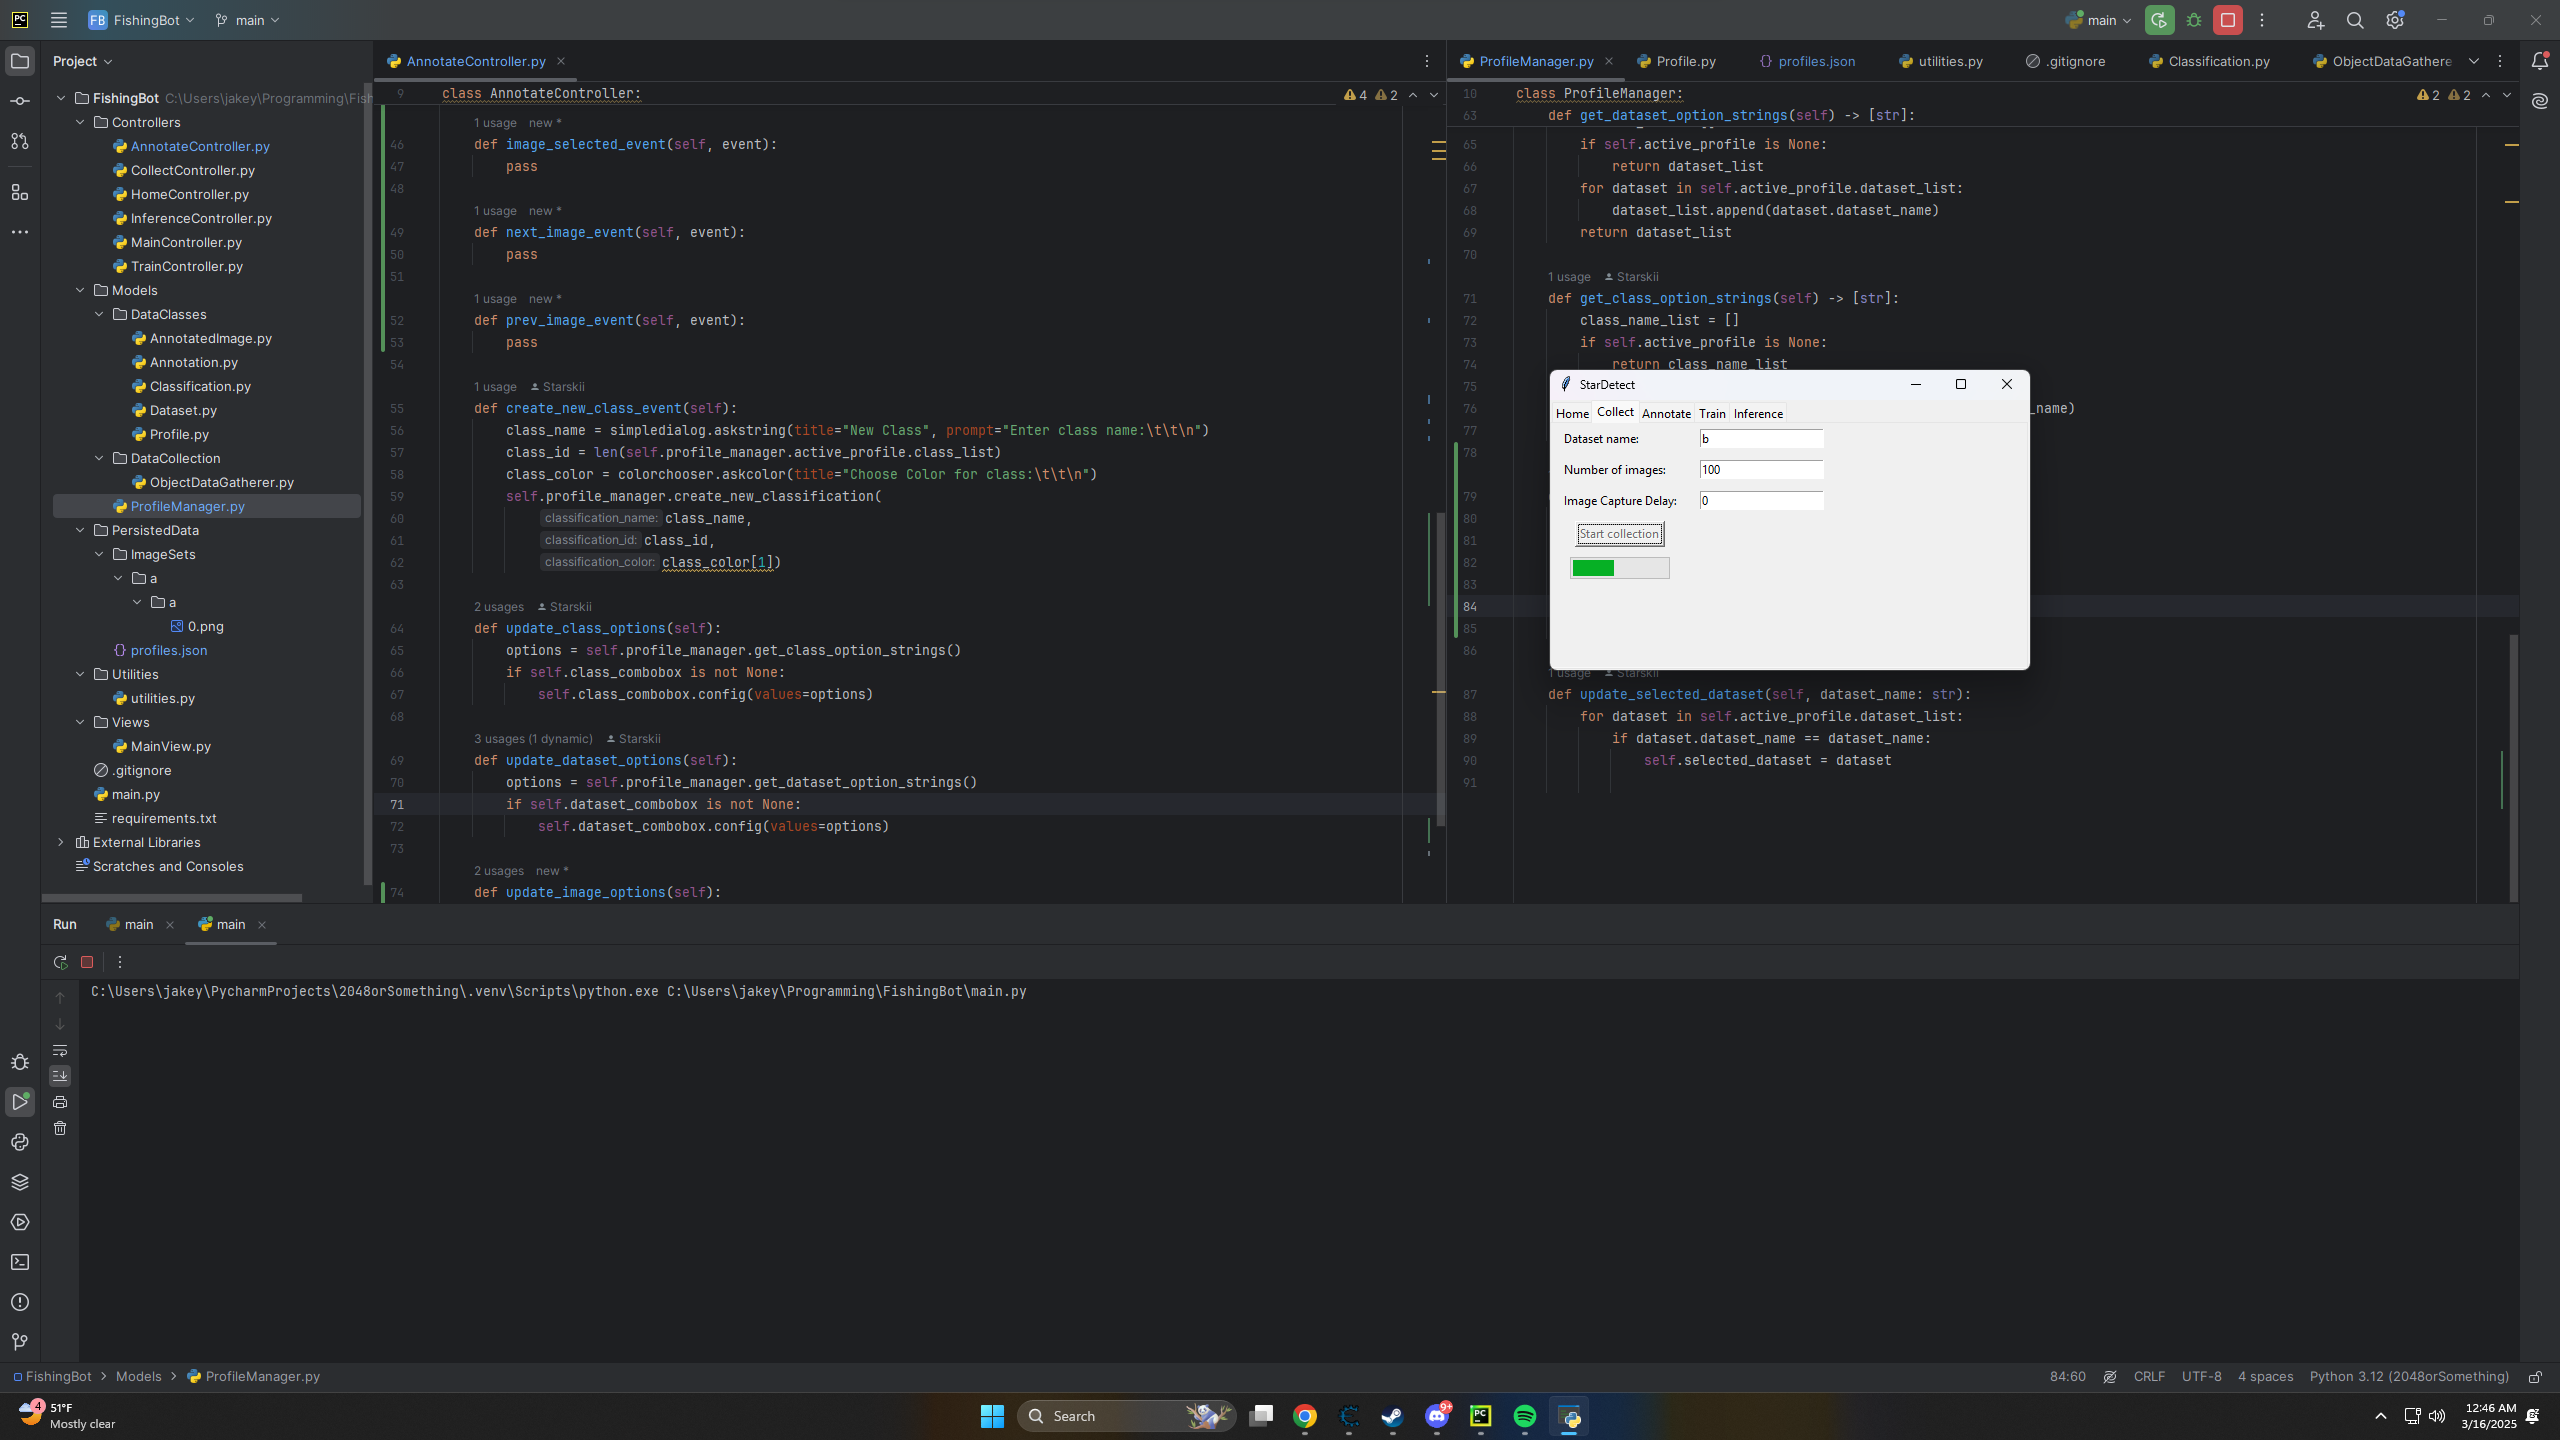 FB FishingBot main
main
Project
FishingBot C:\Users\jakey\Programming\Fish
Controllers
AnnotateController.py
CollectController.py
HomeController.py
InferenceController.py
MainController.py
TrainController.py
Models
DataClasses
AnnotatedImage.py
Annotation.py
Classification.py
Dataset.py
Profile.py
DataCollection
ObjectDataGatherer.py
ProfileManager.py
PersistedData
ImageSets
a
a
0.png
profiles.json
Utilities
utilities.py
Views
MainView.py
.gitignore
main.py
requirements.txt
External Libraries
Scratches and Consoles
AnnotateController.py
4 2
9 class AnnotateController:
1 usage new *
46 def image_selected_event(self, event):
47 pass
48
1 usage new *
49 def next_image_event(self, event):
50 pass
51
1 usage new *
52 def prev_image_event(self, event):
53 pass
54
1 usage Starskii
55 def create_new_class_event(self):
56 class_name = simpledialog.askstring(title="New Class", prompt="Enter class name:\t\t\n")
57 class_id = len(self.profile_manager.active_profile.class_list)
58 class_color = colorchooser.askcolor(title="Choose Color for class:\t\t\n")
59 self.profile_manager.create_new_classification(
60 classification_name: class_name,
61 classification_id: class_id,
62 classification_color: class_color[1])
63
2 usages Starskii
64 def update_class_options(self):
65 options = self.profile_manager.get_class_option_strings()
66 if self.class_combobox is not None:
67 self.class_combobox.config(values=options)
68
3 usages (1 dynamic) Starskii
69 def update_dataset_options(self):
70 options = self.profile_manager.get_dataset_option_strings()
71 if self.dataset_combobox is not None:
72 self.dataset_combobox.config(values=options)
73
2 usages new *
74 def update_image_options(self):
ProfileManager.py Profile.py profiles.json utilities.py .gitignore Classification.py ObjectDataGathere
2 2
10 class ProfileManager:
63 def get_dataset_option_strings(self) -> [str]:
65 if self.active_profile is None:
66 return dataset_list
67 for dataset in self.active_profile.dataset_list:
68 dataset_list.append(dataset.dataset_name)
69 return dataset_list
70
1 usage Starskii
71 def get_class_option_strings(self) -> [str]:
72 class_name_list = []
73 if self.active_profile is None:
74 return class_name_list
75
76 _name)
77
78
79
80
81
82
83
84
85
86
1 usage Starskii
87 def update_selected_dataset(self, dataset_name: str):
88 for dataset in self.active_profile.dataset_list:
89 if dataset.dataset_name == dataset_name:
90 self.selected_dataset = dataset
91
StarDetect
Home Collect Annotate Train Inference
Dataset name: b
Number of images: 100
Image Capture Delay: 0
Start collection
Run main main
C:\Users\jakey\PycharmProjects\2048orSomething\.venv\Scripts\python.exe C:\Users\jakey\Programming\FishingBot\main.py
FishingBot > Models > ProfileManager.py
84:60 CRLF UTF-8 4 spaces Python 3.12 (2048orSomething)
4 51°F
Mostly clear
Search
9+
12:46 AM
3/16/2025